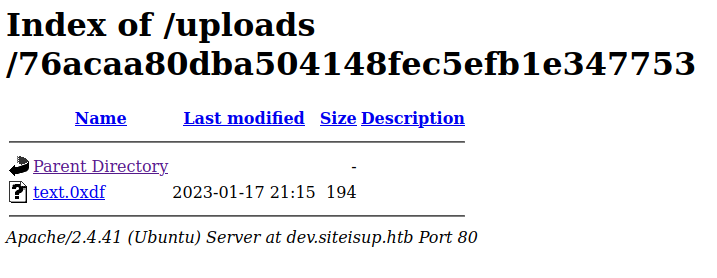 Index of /uploads
/76acaa80dba504148fec5efb1e347753
Name Last modified Size Description
Parent Directory -
text.0xdf 2023-01-17 21:15 194
Apache/2.4.41 (Ubuntu) Server at dev.siteisup.htb Port 80